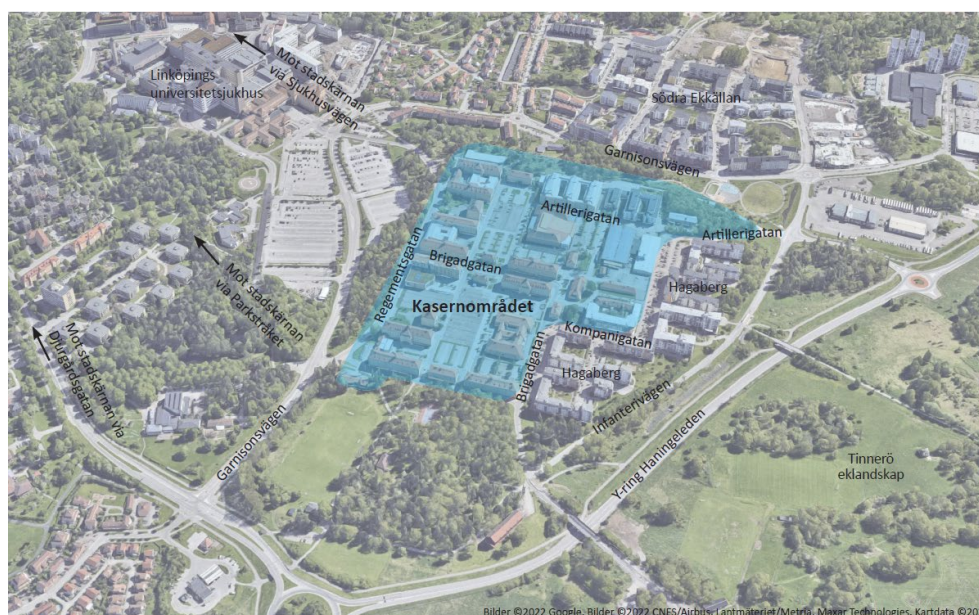 Mot stadskärnan
via Sjukhusvägen
Linköpings
universitetsjukhus
Södra Ekkällan
Garnisonsvägen
Artillerigatan
Artillerigatan
Regementsgatan
Brigadgatan
Hagaberg
Kasernområdet
Mot stadskärnan
via Parkstråket
Kompanigatan
Mot stadskärnan via
Djurgårdsgatan
Brigadgatan
Hagaberg
Infanterivägen
Garnisonsvägen
Y-ring Haningeleden
Tinnerö
eklandskap
Bilder ©2022 Google, Bilder ©2022 CNES/Airbus, Lantmäteriet/Metria, Maxar Technologies, Kartdata ©20